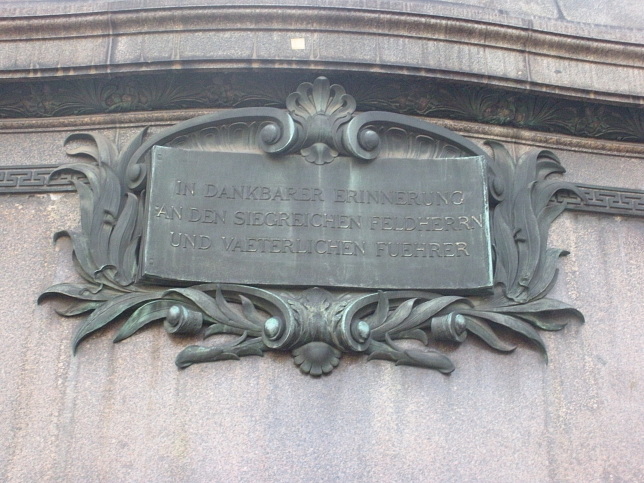 IN DANKBARER ERINNERUNG
AN DEN SIEGREICHEN FELDHERRN
UND VAETERLICHEN FUEHRER